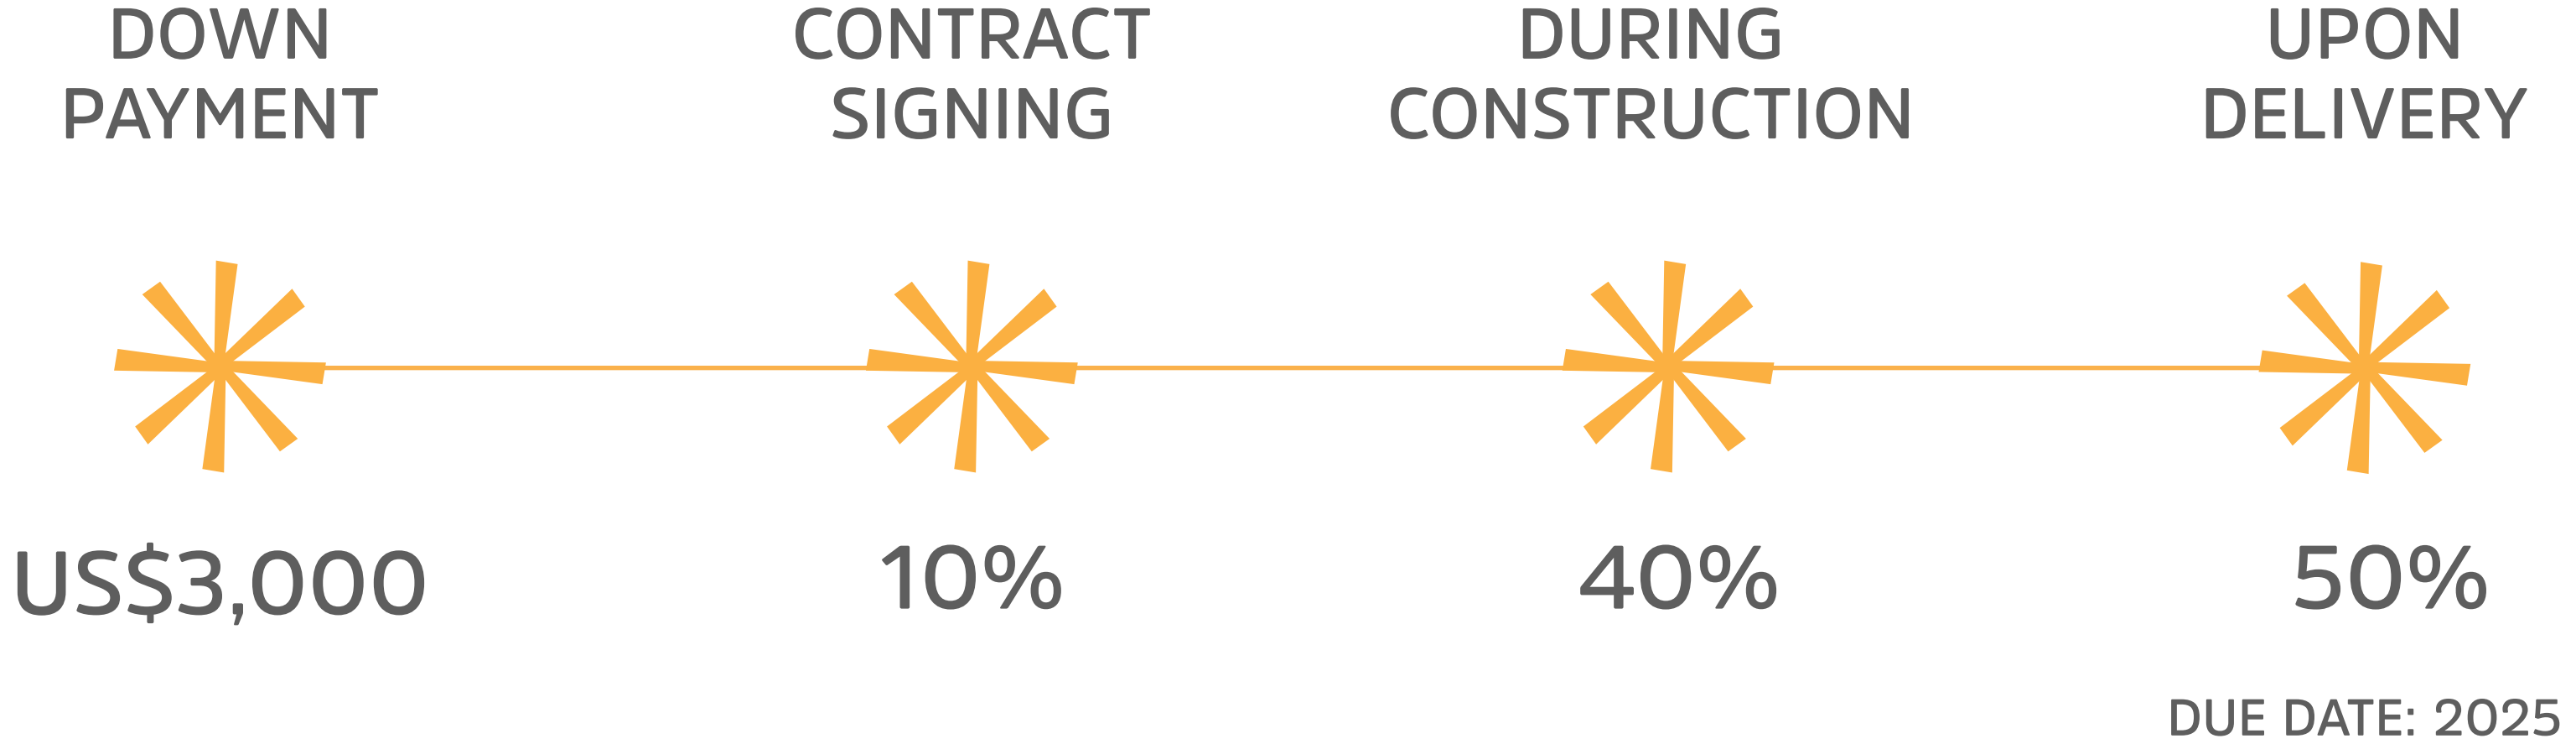 DOWN
PAYMENT
CONTRACT
SIGNING
DURING
CONSTRUCTION
UPON
DELIVERY
US$3,000
10%
40%
50%
DUE DATE: 2025